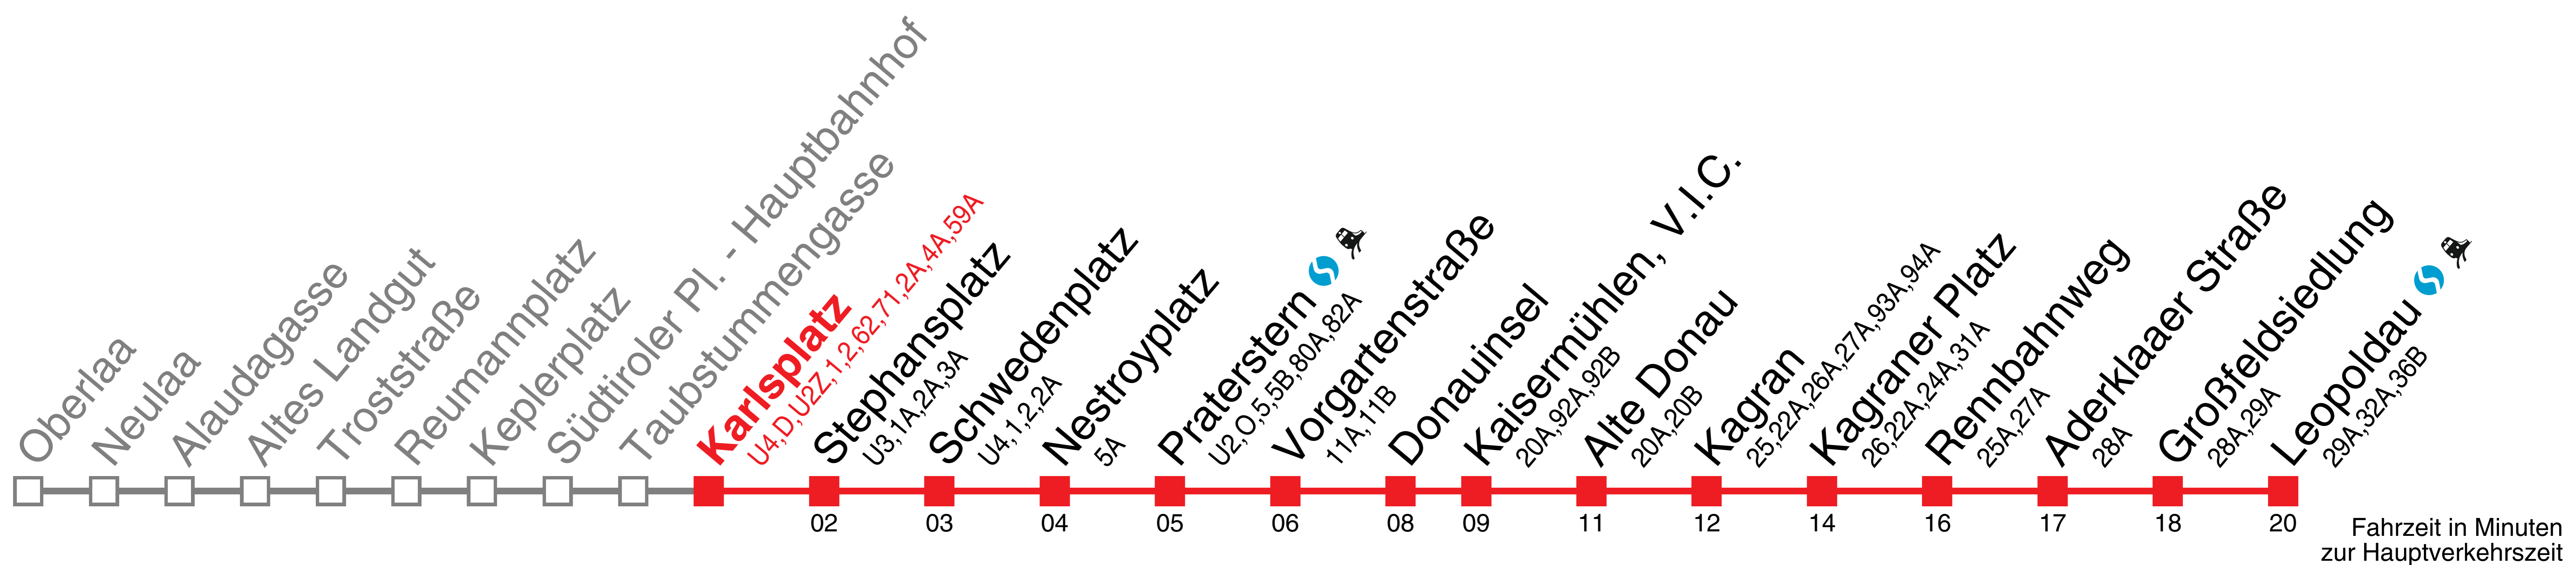 Oberlaa
Neulaa
Alaudagasse
Altes Landgut
Troststraße
Reumannplatz
Keplerplatz
Südtiroler Pl. - Hauptbahnhof
Taubstummengasse
Karlsplatz
U4,D,U2Z,1,2,62,71,2A,4A,59A
Stephansplatz
U3,1A,2A,3A
Schwedenplatz
U4,1,2,2A
Nestroyplatz
5A
Praterstern
U2,O,5,5B,80A,82A
Vorgartenstraße
11A,11B
Donauinsel
Kaisermühlen, V.I.C.
20A,92A,92B
Alte Donau
20A,20B
Kagran
25,22A,26A,27A,93A,94A
Kagraner Platz
26,22A,24A,31A
Rennbahnweg
25A,27A
Aderklaaer Straße
28A
Großfeldsiedlung
28A,29A
Leopoldau
29A,32A,36B
02 03 04 05 06 08 09 11 12 14 16 17 18 20
Fahrzeit in Minuten
zur Hauptverkehrszeit